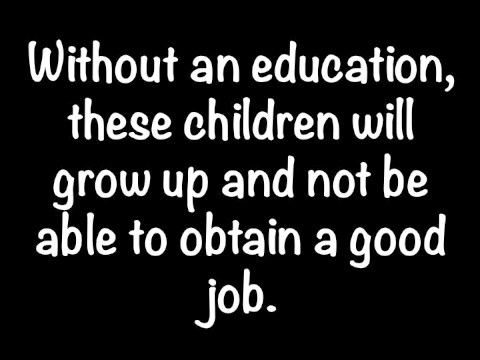 Without an education,
these children will
grow up and not be
able to obtain a good
job.